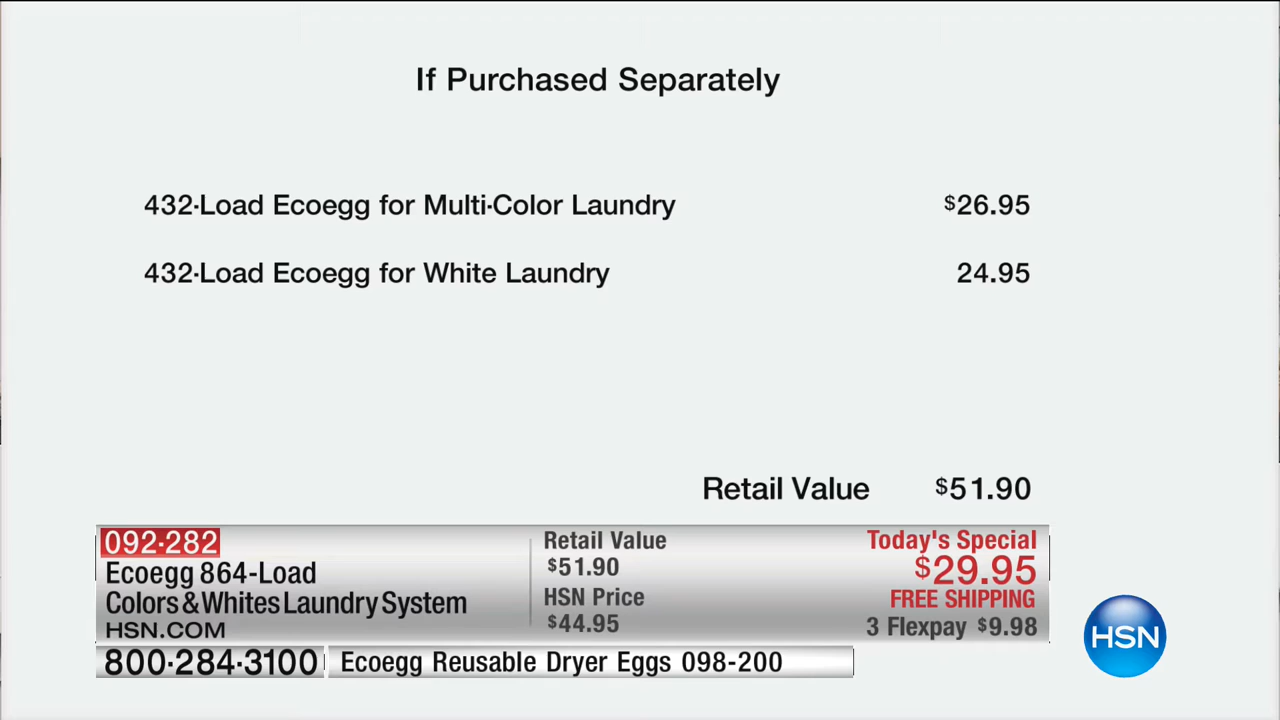 If Purchased Separately
432-Load Ecoegg for Multi-Color Laundry $26.95
432-Load Ecoegg for White Laundry 24.95
Retail Value $51.90
092-282
Ecoegg 864-Load
Colors & Whites Laundry System
HSN.COM
Retail Value
$51.90
HSN Price
$44.95
Today's Special
$29.95
FREE SHIPPING
3 Flexpay $9.98
HSN
800-284-3100 Ecoegg Reusable Dryer Eggs 098-200